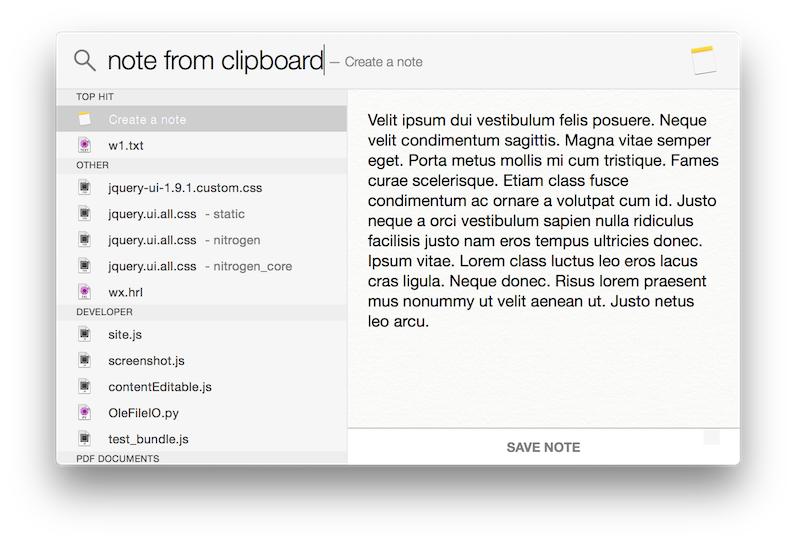 note from clipboard — Create a note
TOP HIT
Create a note
w1.txt
OTHER
jquery-ui-1.9.1.custom.css
jquery.ui.all.css - static
jquery.ui.all.css - nitrogen
jquery.ui.all.css - nitrogen_core
wx.hrl
DEVELOPER
site.js
screenshot.js
contentEditable.js
OleFileIO.py
test_bundle.js
PDF DOCUMENTS
Velit ipsum dui vestibulum felis posuere. Neque
velit condimentum sagittis. Magna vitae semper
eget. Porta metus mollis mi cum tristique. Fames
curae scelerisque. Etiam class fusce
condimentum ac ornare a volutpat cum id. Justo
neque a orci vestibulum sapien nulla ridiculus
facilisis justo nam eros tempus ultricies donec.
Ipsum vitae. Lorem class luctus leo eros lacus
cras ligula. Neque donec. Risus lorem praesent
mus nonummy ut velit aenean ut. Justo netus
leo arcu.
SAVE NOTE